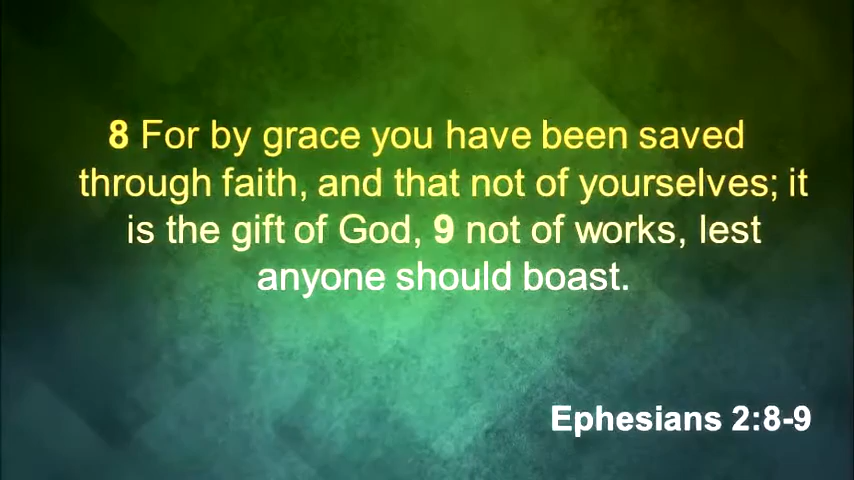 8 For by grace you have been saved
through faith, and that not of yourselves; it
is the gift of God, 9 not of works, lest
anyone should boast.
Ephesians 2:8-9